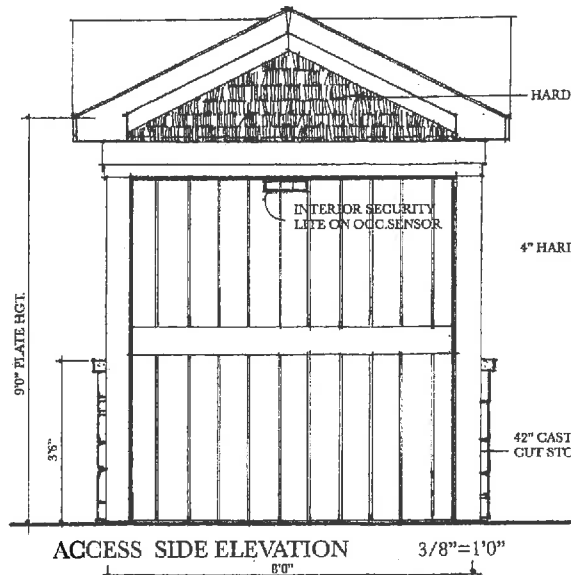 HARD
INTERIOR SECURITY
LITE ON OCC.SENSOR
4" HARI
9'0" PLATE HGT.
3'6"
42" CAST
CUT STO
ACCESS SIDE ELEVATION 3/8"=1'0"
8'0"